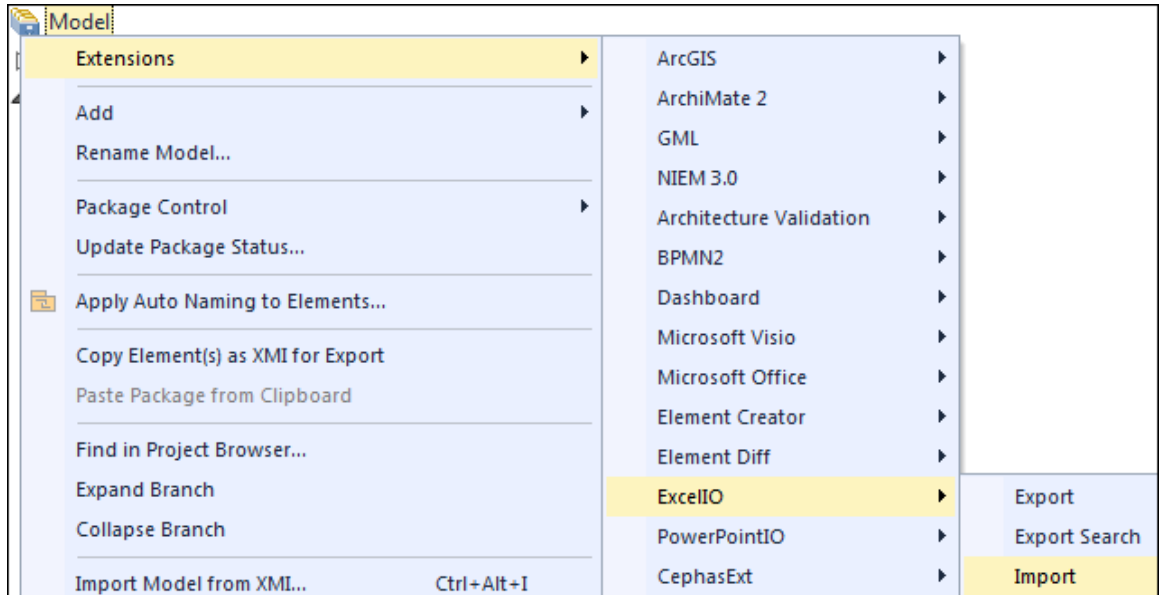 Model
Extensions
Add
Rename Model...
Package Control
Update Package Status...
Apply Auto Naming to Elements...
Copy Element(s) as XMI for Export
Paste Package from Clipboard
Find in Project Browser...
Expand Branch
Collapse Branch
Import Model from XMI... Ctrl+Alt+I
ArcGIS
ArchiMate 2
GML
NIEM 3.0
Architecture Validation
BPMN2
Dashboard
Microsoft Visio
Microsoft Office
Element Creator
Element Diff
ExcelIO
PowerPointIO
CephasExt
Export
Export Search
Import